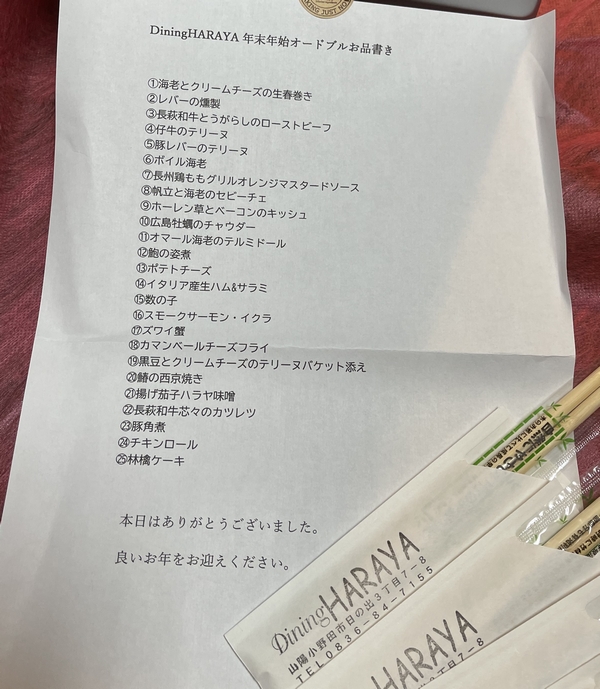 DiningHARAYA 年末年始オードブルお品書き
①海老とクリームチーズの生春巻き
②レバーの燻製
③長萩和牛とうがらしのローストビーフ
④仔牛のテリーヌ
⑤豚レバーのテリーヌ
⑥ボイル海老
⑦長州鶏ももグリルオレンジマスタードソース
⑧帆立と海老のセビーチェ
⑨ホーレン草とベーコンのキッシュ
⑩広島牡蠣のチャウダー
⑪オマール海老のテルミドール
⑫鮑の姿煮
⑬ポテトチーズ
⑭イタリア産生ハム&サラミ
⑮数の子
⑯スモークサーモン・イクラ
⑰ズワイ蟹
⑱カマンベールチーズフライ
⑲黒豆とクリームチーズのテリーヌバケット添え
⑳鰆の西京焼き
㉑揚げ茄子ハラヤ味噌
㉒長萩和牛芯々のカツレツ
㉓豚角煮
㉔チキンロール
㉕林檎ケーキ
本日はありがとうございました。
良いお年をお迎えください。
DiningHARAYA
山陽小野田市日の出3丁目7-8
TEL0836-84-7155
HARAYA
丁目7-8